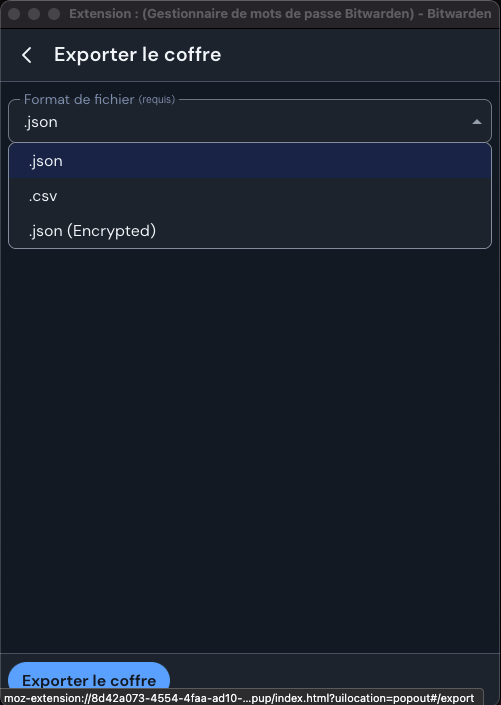 Extension : (Gestionnaire de mots de passe Bitwarden) - Bitwarden
Exporter le coffre
Format de fichier (requis)
.json
.json
.csv
.json (Encrypted)
Exporter le coffre
moz-extension://8d42a073-4554-4faa-ad10-...pup/index.html?uilocation=popout#/export